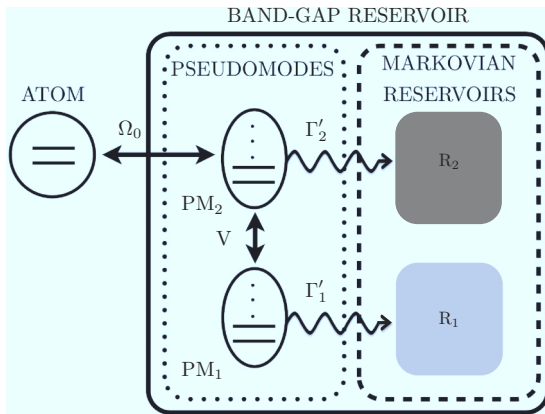 BAND-GAP RESERVOIR
PSEUDOMODES
MARKOVIAN
RESERVOIRS
ATOM
Ω₀
Γ′₂
R₂
PM₂
V
Γ′₁
R₁
PM₁